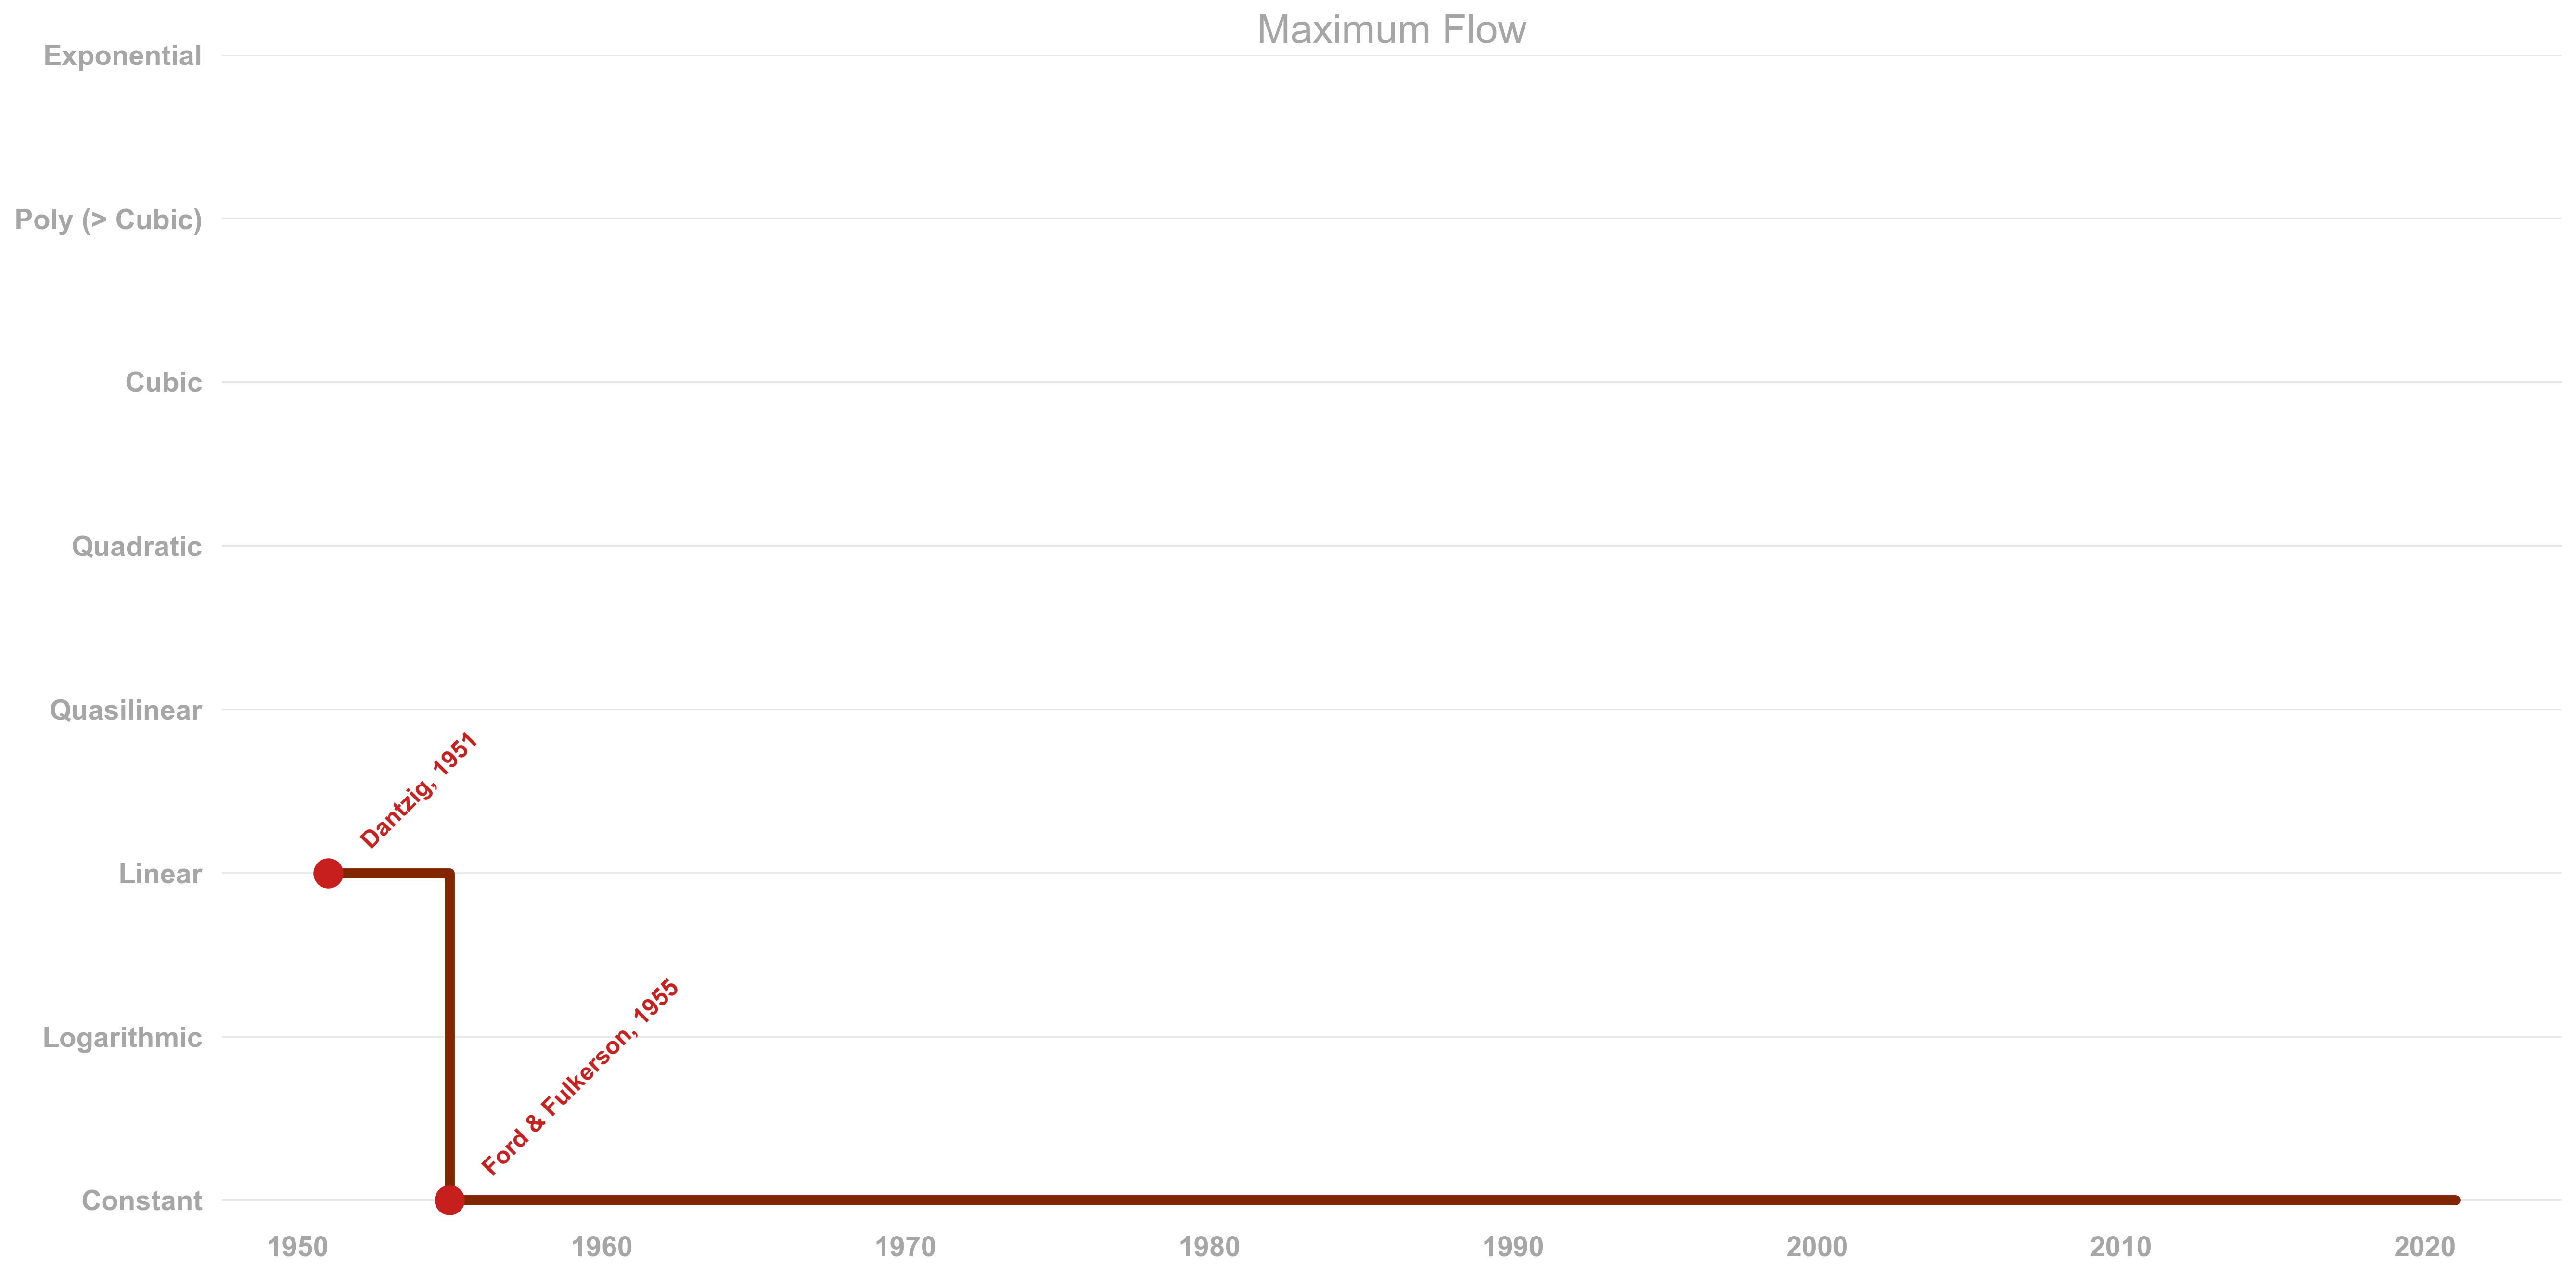 Maximum Flow
Exponential
Poly (> Cubic)
Cubic
Quadratic
Quasilinear
Dantzig, 1951
Linear
Ford & Fulkerson, 1955
Logarithmic
Constant
1950 1960 1970 1980 1990 2000 2010 2020